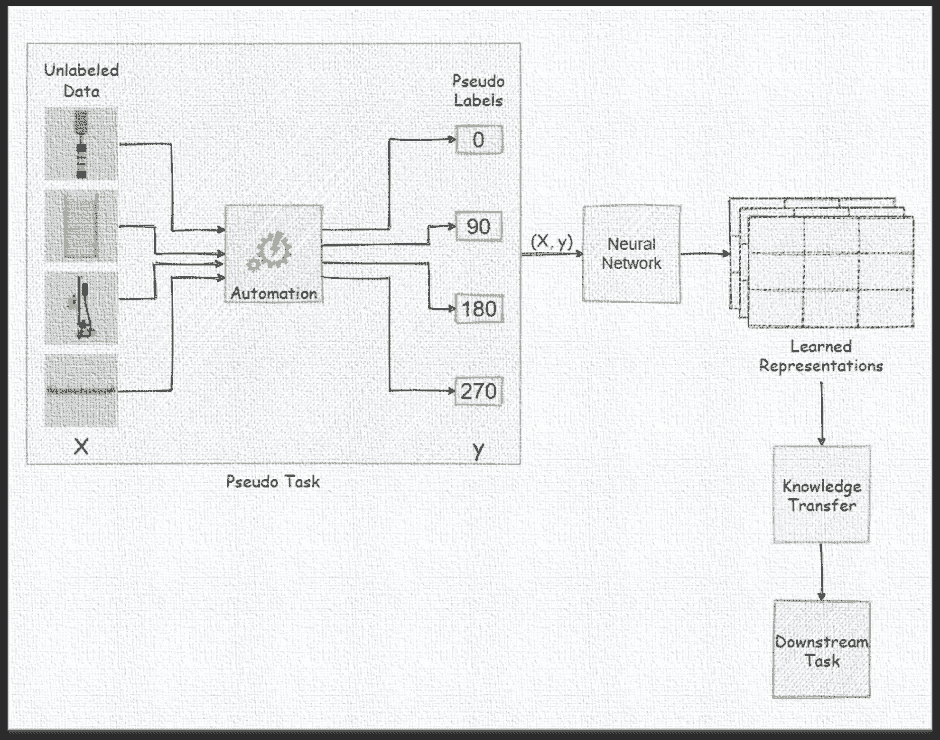 Unlabeled
Data
Pseudo
Labels
0
90
180
270
Automation
X
y
Pseudo Task
(X, y)
Neural
Network
Learned
Representations
Knowledge
Transfer
Downstream
Task